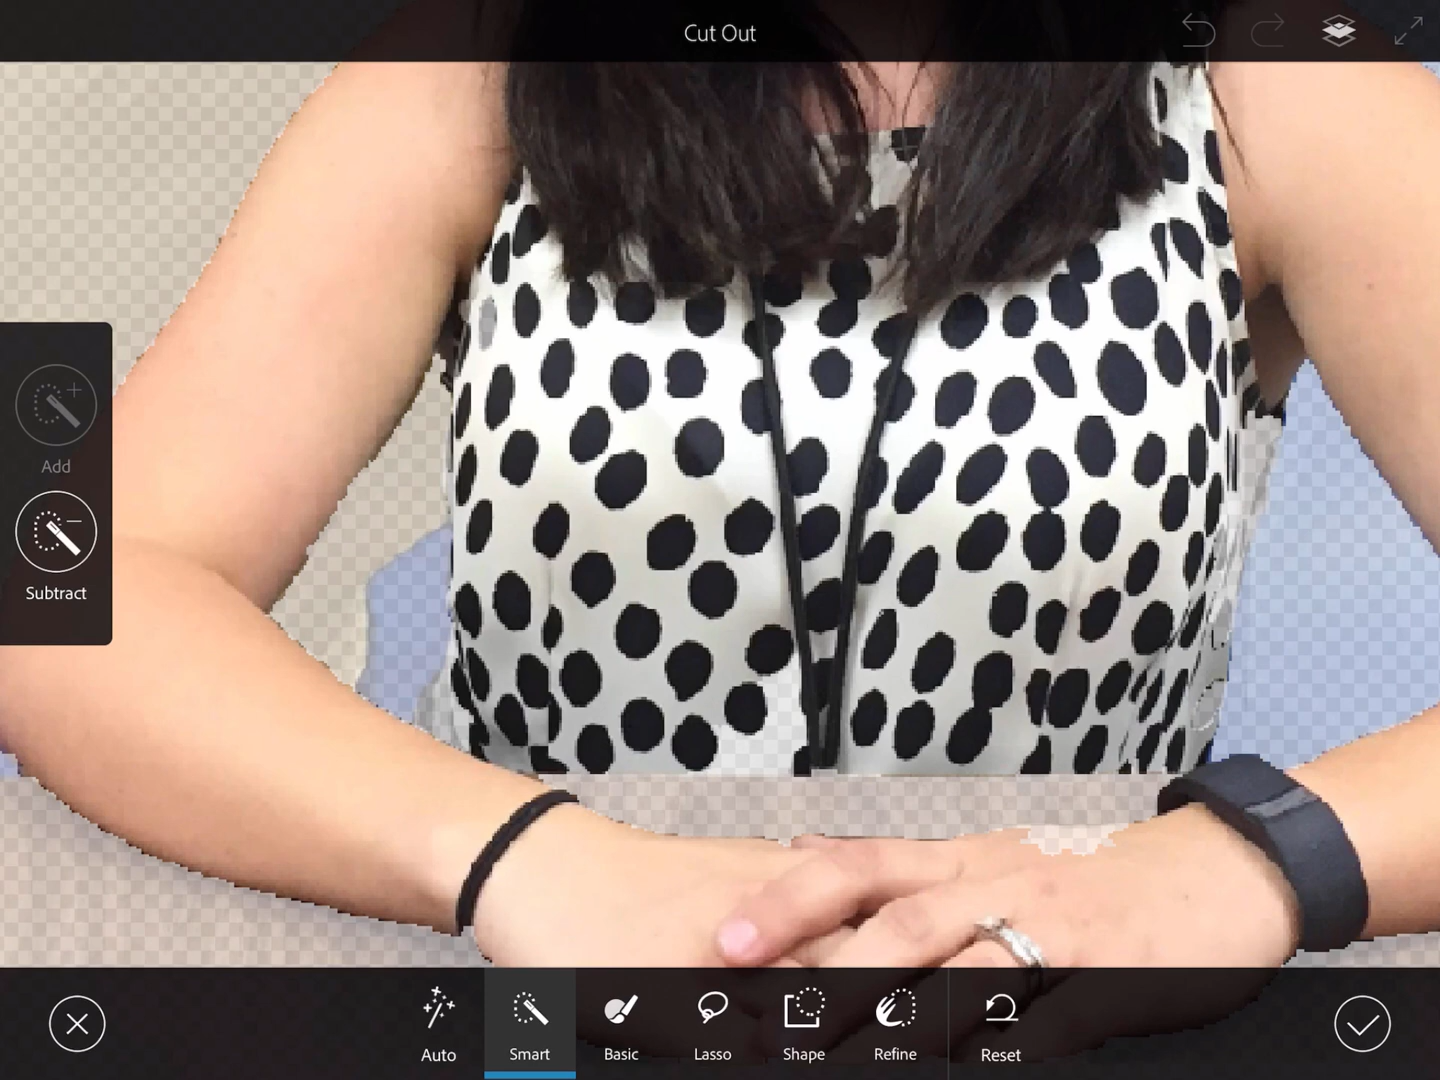 Cut Out
Add
Subtract
Auto
Smart
Basic
Lasso
Shape
Refine
Reset